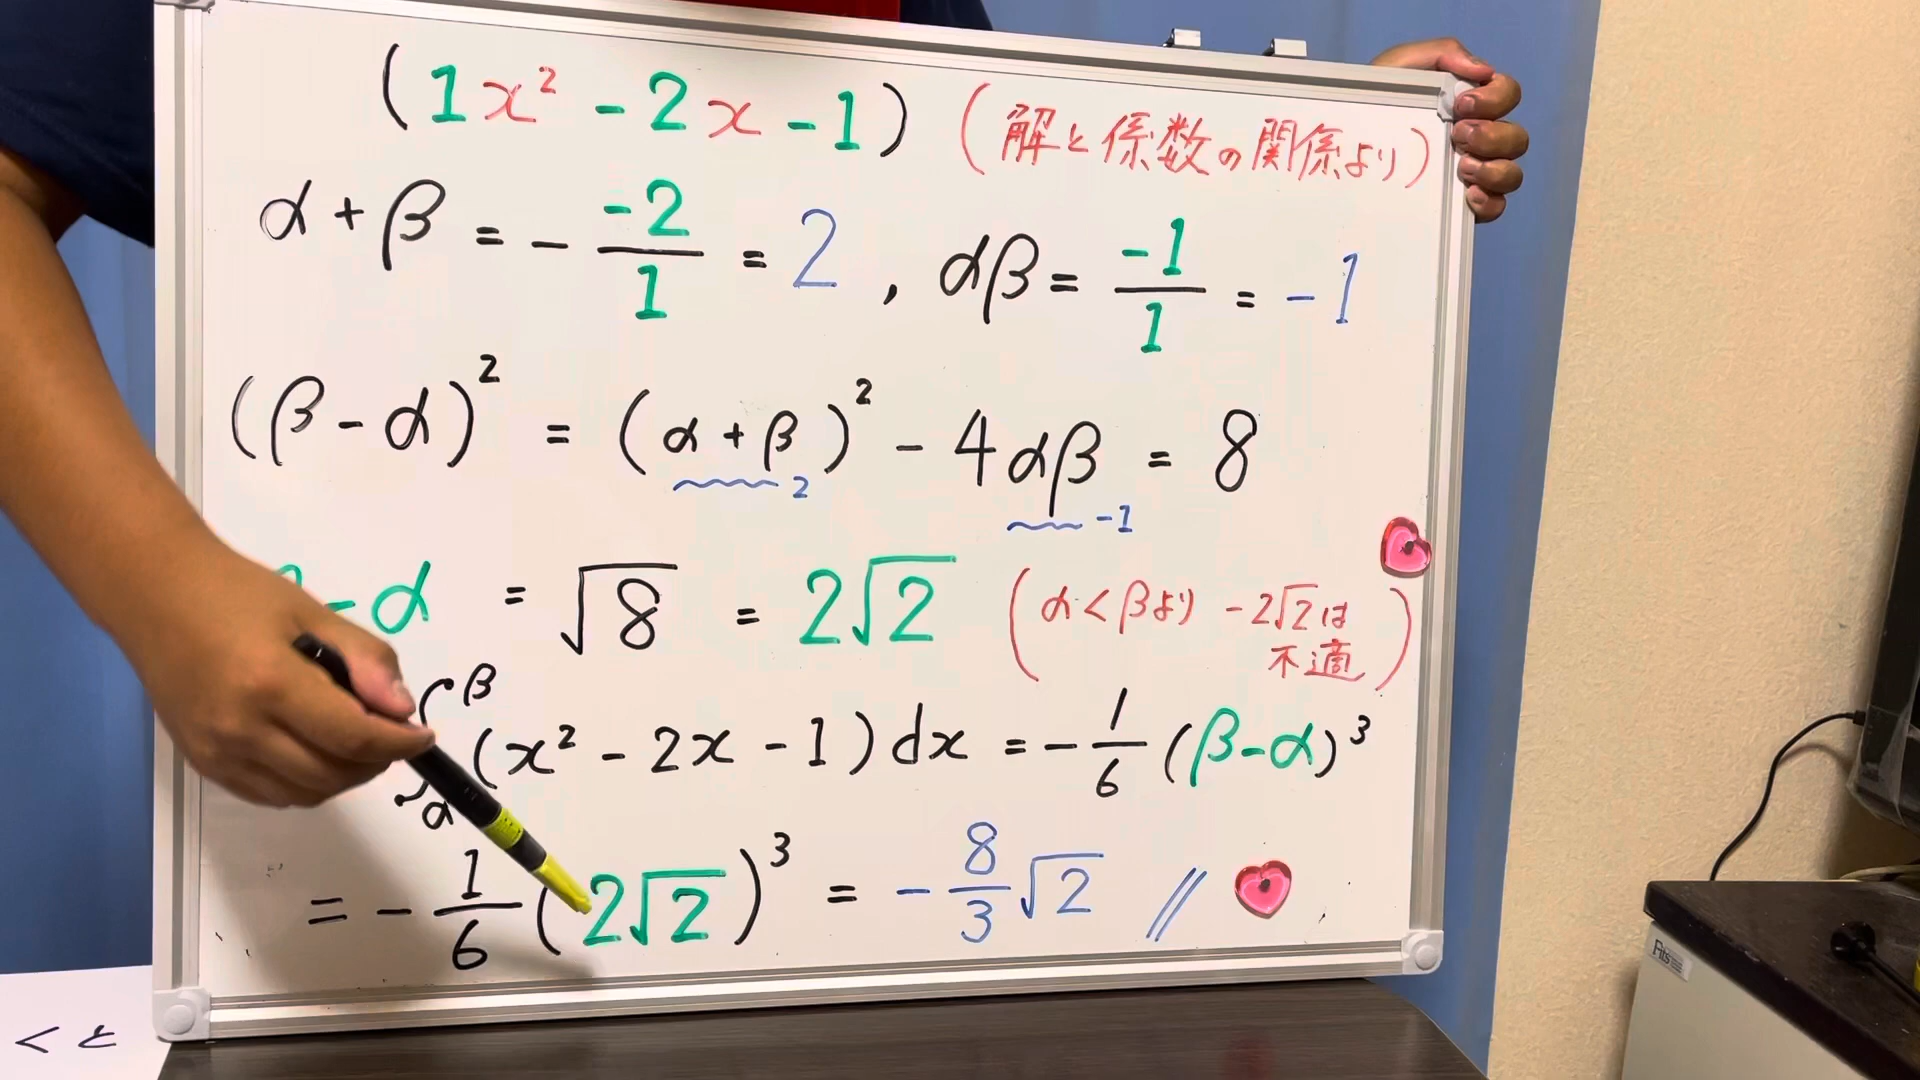 (1x² - 2x - 1) (解と係数の関係より)
α + β = - -2/1 = 2 , αβ = -1/1 = -1
(β - α)² = (α + β)² - 4αβ = 8
2 -1
- α = √8 = 2√2 (α < βより -2√2は
不適)
∫αβ (x² - 2x - 1) dx = - 1/6 (β - α)³
= - 1/6 (2√2)³ = - 8/3 √2 //
くと
Fits